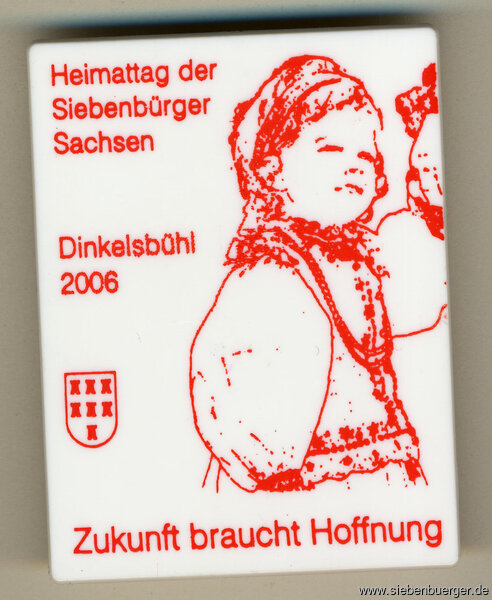 Heimattag der
Siebenbürger
Sachsen
Dinkelsbühl
2006
Zukunft braucht Hoffnung
www.siebenbuerger.de